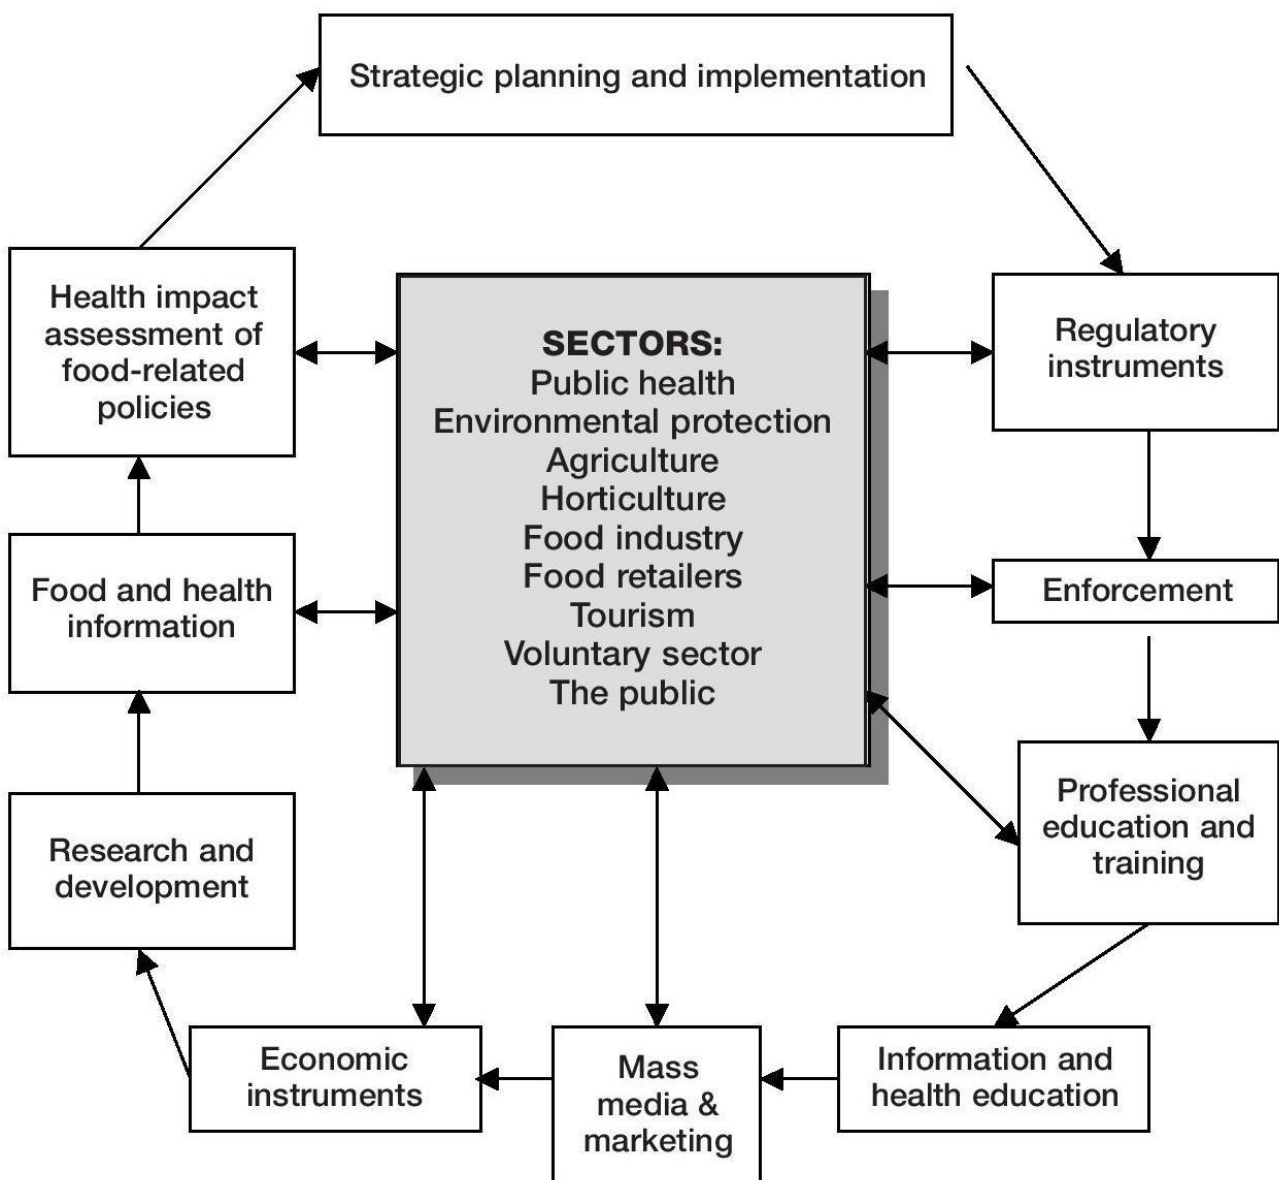 Strategic planning and implementation
Health impact
assessment of
food-related
policies
SECTORS:
Public health
Environmental protection
Agriculture
Horticulture
Food industry
Food retailers
Tourism
Voluntary sector
The public
Regulatory
instruments
Food and health
information
Enforcement
Research and
development
Professional
education and
training
Economic
instruments
Mass
media &
marketing
Information and
health education